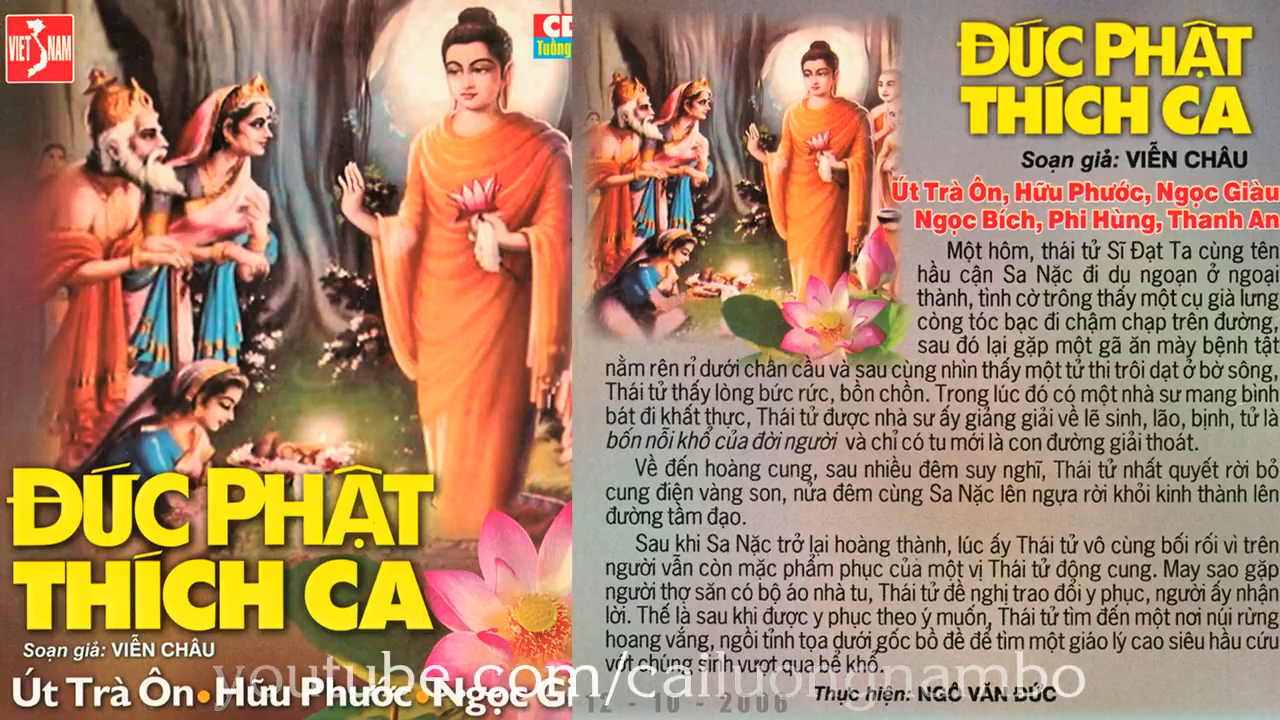 VIET NAM
CD
Tuồng
ĐỨC PHẬT
THÍCH CA
Soạn giả: VIỄN CHÂU
Út Trà Ôn • Hữu Phước • Ngọc Gi
ĐỨC PHẬT
THÍCH CA
Soạn giả: VIỄN CHÂU
Út Trà Ôn, Hữu Phước, Ngọc Giàu
Ngọc Bích, Phi Hùng, Thanh An
Một hôm, thái tử Sĩ Đạt Ta cùng tên
hầu cận Sa Nặc đi dụ ngoạn ở ngoại
thành, tình cờ trông thấy một cụ già lưng
còng tóc bạc đi chậm chạp trên đường,
sau đó lại gặp một gã ăn mày bệnh tật
nằm rên rỉ dưới chân cầu và sau cùng nhìn thấy một tử thi trôi dạt ở bờ sông,
Thái tử thấy lòng bức rức, bồn chồn. Trong lúc đó có một nhà sư mang bình
bát đi khất thực, Thái tử được nhà sư ấy giảng giải về lẽ sinh, lão, bịnh, tử là
bốn nỗi khổ của đời người và chỉ có tu mới là con đường giải thoát.
Về đến hoàng cung, sau nhiều đêm suy nghĩ, Thái tử nhất quyết rời bỏ
cung điện vàng son, nửa đêm cùng Sa Nặc lên ngựa rời khỏi kinh thành lên
đường tầm đạo.
Sau khi Sa Nặc trở lại hoàng thành, lúc ấy Thái tử vô cùng bối rối vì trên
người vẫn còn mặc phẩm phục của một vị Thái tử động cung. May sao gặp
người thợ săn có bộ áo nhà tu, Thái tử đề nghị trao đổi y phục, người ấy nhận
lời. Thế là sau khi được y phục theo ý muốn, Thái tử tìm đến một nơi núi rừng
hoang vắng, ngồi tỉnh tọa dưới gốc bồ đề để tìm một giáo lý cao siêu hầu cứu
vớt chúng sinh vượt qua bể khổ.
Thực hiện: NGÔ VĂN ĐỨC
youtube.com/cailuongnambo
12 - 10 - 2006